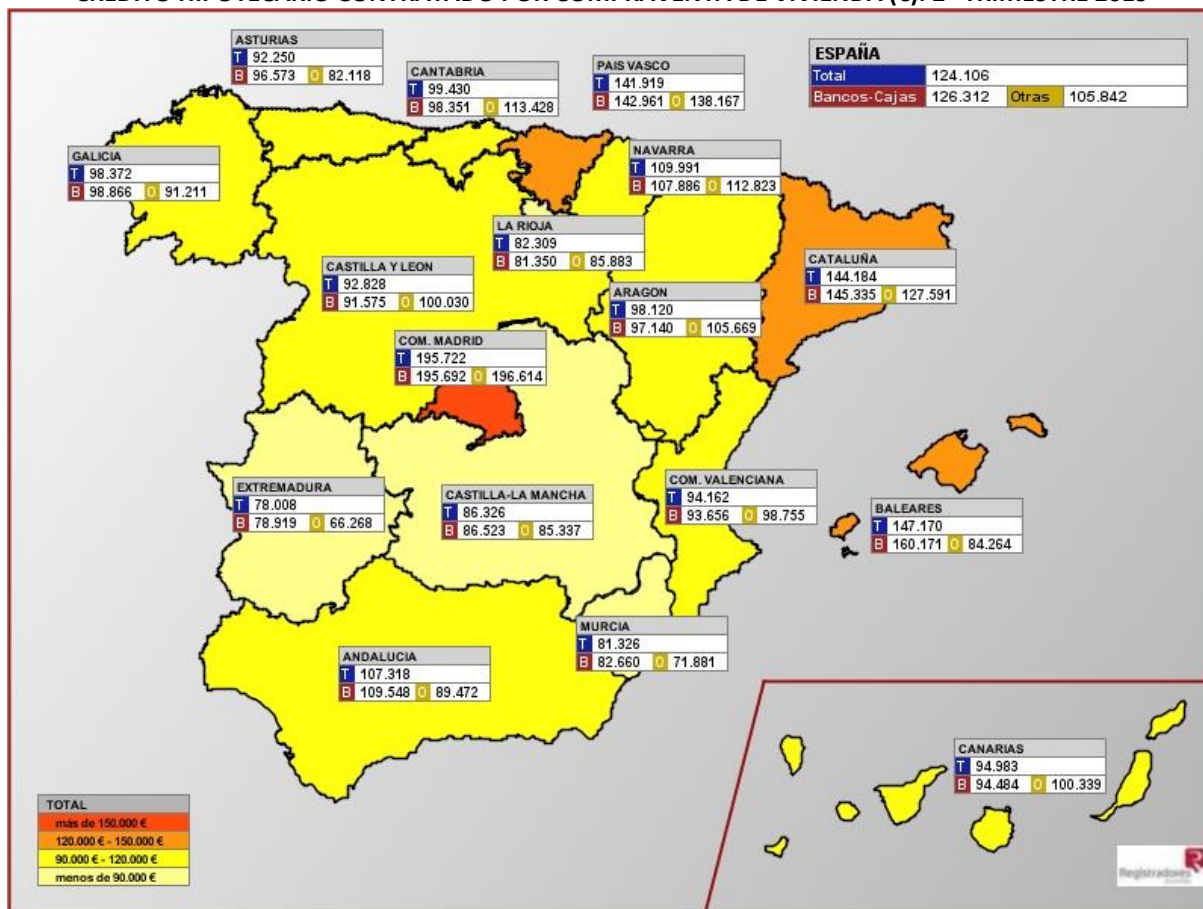 ASTURIAS
T 92.250
B 96.573 O 82.118
CANTABRIA
T 99.430
B 98.351 O 113.428
PAIS VASCO
T 141.919
B 142.961 O 138.167
ESPAÑA
Total 124.106
Bancos-Cajas 126.312 Otras 105.842
GALICIA
T 98.372
B 98.866 O 91.211
NAVARRA
T 109.991
B 107.886 O 112.823
LA RIOJA
T 82.309
B 81.350 O 85.883
CASTILLA Y LEON
T 92.828
B 91.575 O 100.030
CATALUÑA
T 144.184
B 145.335 O 127.591
ARAGON
T 98.120
B 97.140 O 105.669
COM. MADRID
T 195.722
B 195.692 O 196.614
EXTREMADURA
T 78.008
B 78.919 O 66.268
CASTILLA-LA MANCHA
T 86.326
B 86.523 O 85.337
COM. VALENCIANA
T 94.162
B 93.656 O 98.755
BALEARES
T 147.170
B 160.171 O 84.264
MURCIA
T 81.326
B 82.660 O 71.881
ANDALUCIA
T 107.318
B 109.548 O 89.472
CANARIAS
T 94.983
B 94.484 O 100.339
TOTAL
más de 150.000 €
120.000 € - 150.000 €
90.000 € - 120.000 €
menos de 90.000 €
Registradores